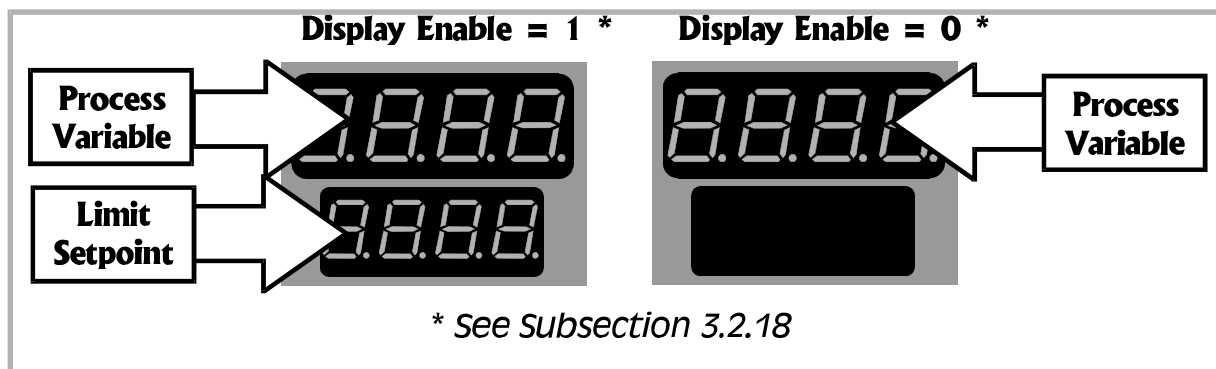 Display Enable = 1 *
Display Enable = 0 *
Process
Variable
Process
Variable
Limit
Setpoint
* See Subsection 3.2.18